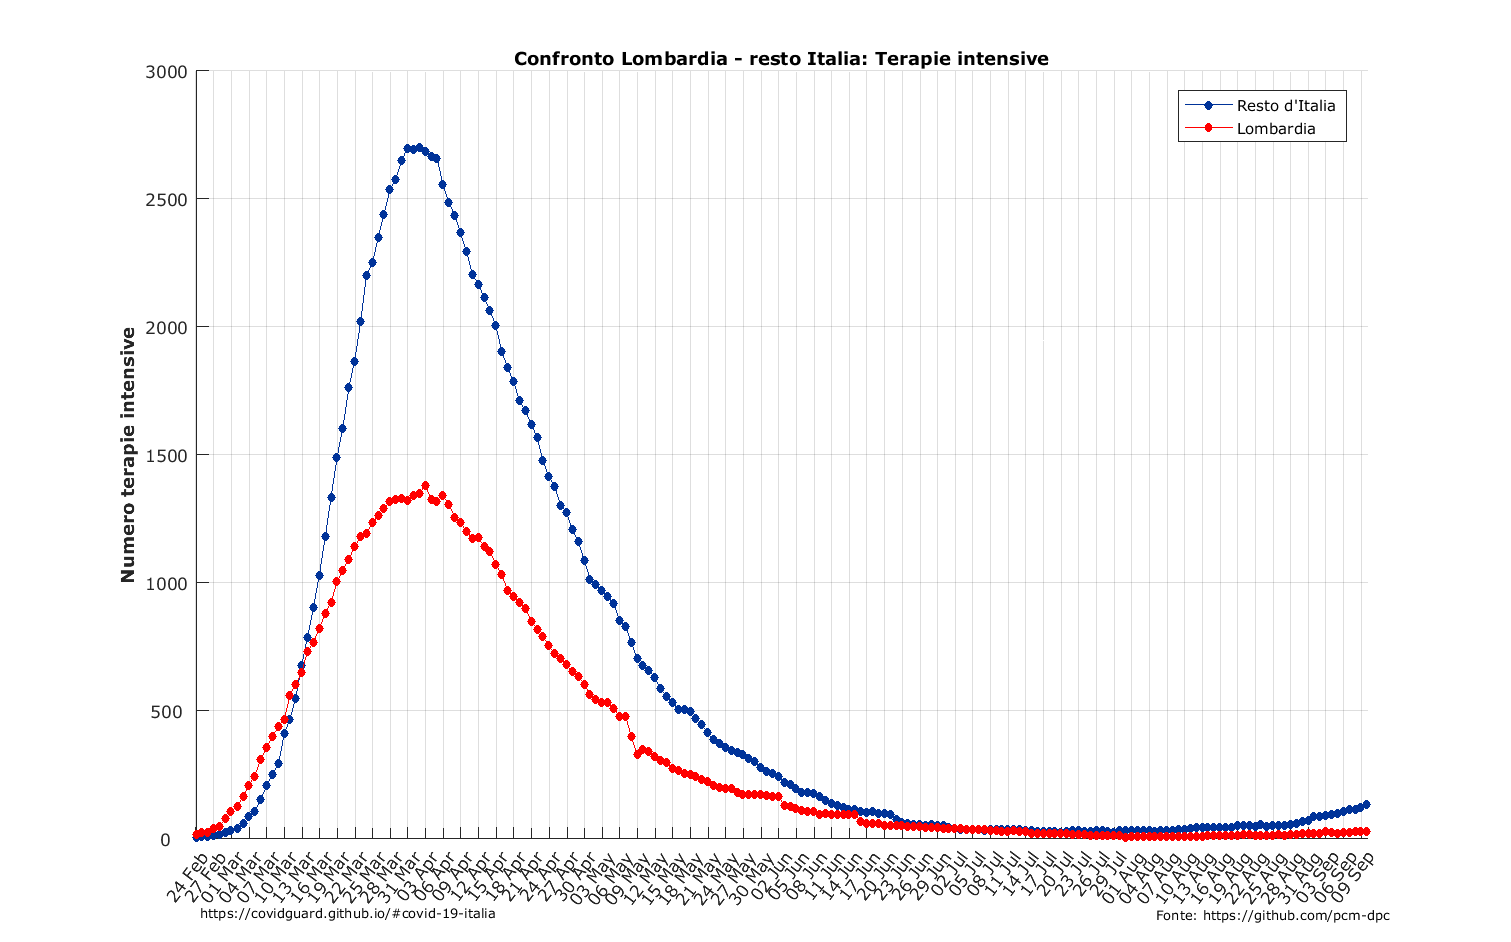 Confronto Lombardia - resto Italia: Terapie intensive
Resto d'Italia
Lombardia
Numero terapie intensive
3000
2500
2000
1500
1000
500
0
24 Feb
27 Feb
01 Mar
04 Mar
07 Mar
10 Mar
13 Mar
16 Mar
19 Mar
22 Mar
25 Mar
28 Mar
31 Mar
03 Apr
06 Apr
09 Apr
12 Apr
15 Apr
18 Apr
21 Apr
24 Apr
27 Apr
30 Apr
03 May
06 May
09 May
12 May
15 May
18 May
21 May
24 May
27 May
30 May
02 Jun
05 Jun
08 Jun
11 Jun
14 Jun
17 Jun
20 Jun
23 Jun
26 Jun
29 Jun
02 Jul
05 Jul
08 Jul
11 Jul
14 Jul
17 Jul
20 Jul
23 Jul
26 Jul
29 Jul
01 Aug
04 Aug
07 Aug
10 Aug
13 Aug
16 Aug
19 Aug
22 Aug
25 Aug
28 Aug
31 Aug
03 Sep
06 Sep
09 Sep
https://covidguard.github.io/#covid-19-italia
Fonte: https://github.com/pcm-dpc